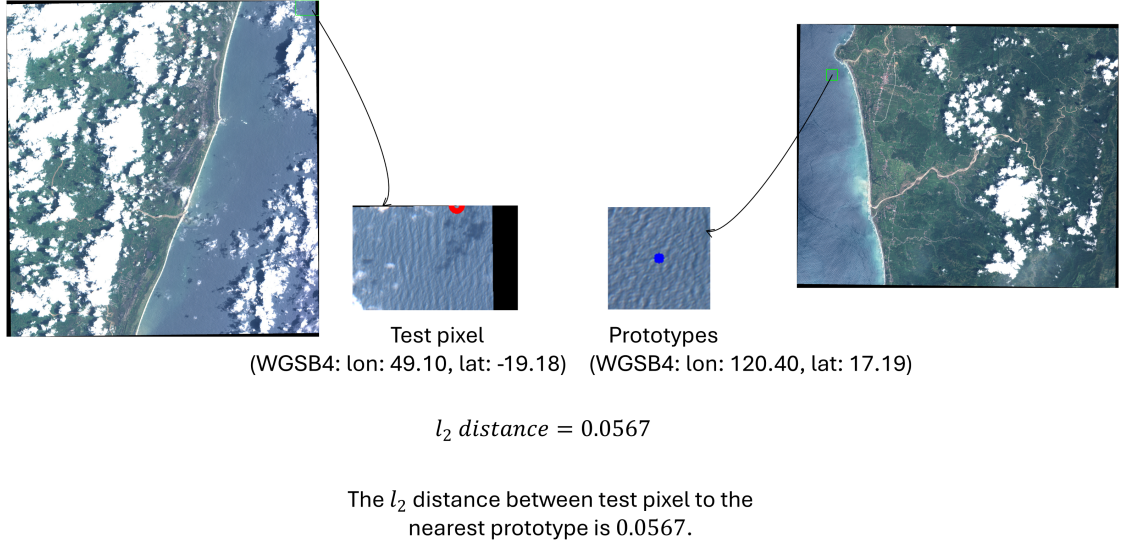 Test pixel
(WGSB4: lon: 49.10, lat: -19.18)
Prototypes
(WGSB4: lon: 120.40, lat: 17.19)
l₂ distance = 0.0567
The l₂ distance between test pixel to the
nearest prototype is 0.0567.